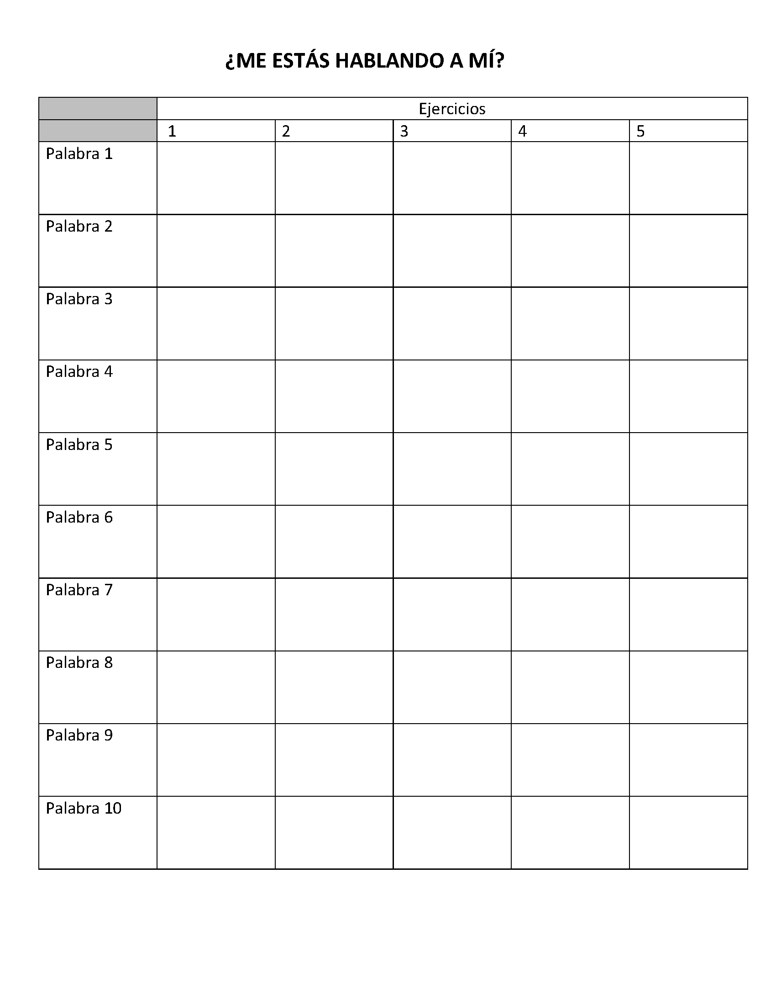 ¿ME ESTÁS HABLANDO A MÍ?
Ejercicios
1 2 3 4 5
Palabra 1
Palabra 2
Palabra 3
Palabra 4
Palabra 5
Palabra 6
Palabra 7
Palabra 8
Palabra 9
Palabra 10